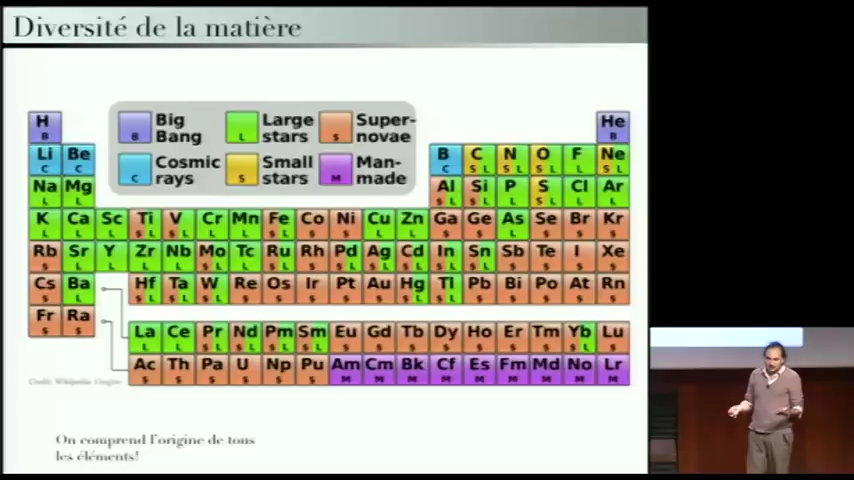 Diversité de la matière
Big Bang
Large stars
Super-novae
Cosmic rays
Small stars
Man-made
B L S
C S M
H He
B B
Li Be B C N O F Ne
C C C S L S L S L L S L
Na Mg Al Si P S Cl Ar
L L S L S L L S L L L
K Ca Sc Ti V Cr Mn Fe Co Ni Cu Zn Ga Ge As Se Br Kr
L L L S L S L L L S L S S L L S S L S S S
Rb Sr Y Zr Nb Mo Tc Ru Rh Pd Ag Cd In Sn Sb Te I Xe
S L L L L S L L S L S S L S L S L S L S L S S S S
Cs Ba Hf Ta W Re Os Ir Pt Au Hg Tl Pb Bi Po At Rn
S L S L S L S L S S S S S S L S L S S S S S
Fr Ra
S S
La Ce Pr Nd Pm Sm Eu Gd Tb Dy Ho Er Tm Yb Lu
L L S L S L S L S L S S S S S S S S L S
Ac Th Pa U Np Pu Am Cm Bk Cf Es Fm Md No Lr
S S S S S S M M M M M M M M M
Credit: Wikipedia
On comprend l'origine de tous
les éléments!